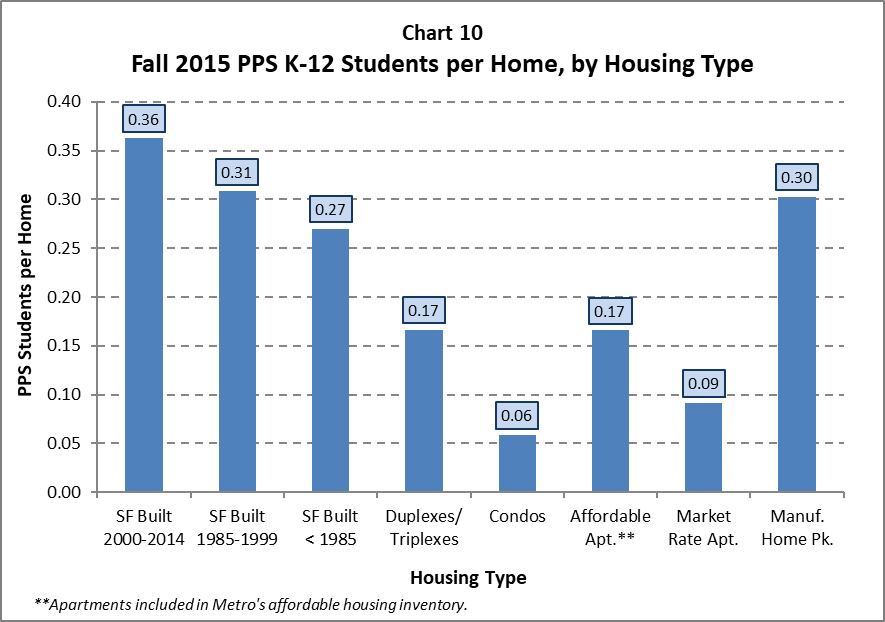 Chart 10
Fall 2015 PPS K-12 Students per Home, by Housing Type
PPS Students per Home
0.40
0.35
0.30
0.25
0.20
0.15
0.10
0.05
0.00
0.36
0.31
0.27
0.17
0.06
0.17
0.09
0.30
SF Built
2000-2014
SF Built
1985-1999
SF Built
< 1985
Duplexes/
Triplexes
Condos
Affordable
Apt.**
Market
Rate Apt.
Manuf.
Home Pk.
Housing Type
**Apartments included in Metro's affordable housing inventory.